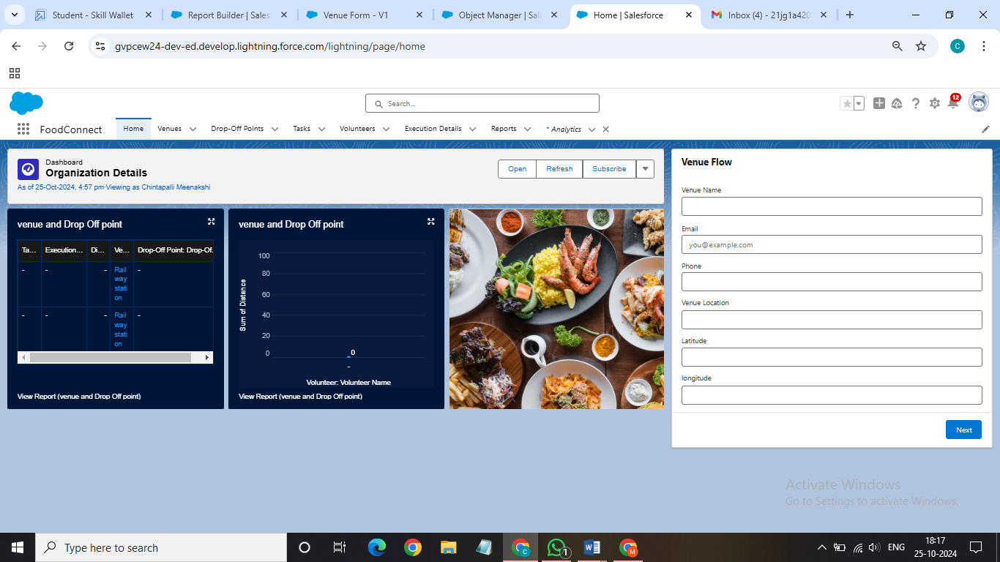 Student - Skill Wallet
Report Builder | Sales
Venue Form - V1
Object Manager | Sal
Home | Salesforce
Inbox (4) - 21jg1a420
gvpcew24-dev-ed.develop.lightning.force.com/lightning/page/home
C
Search...
12
FoodConnect
Home
Venues
Drop-Off Points
Tasks
Volunteers
Execution Details
Reports
* Analytics
Dashboard
Organization Details
As of 25-Oct-2024, 4:57 pm·Viewing as Chintapalli Meenakshi
Open
Refresh
Subscribe
venue and Drop Off point
Ta... Execution... Di... Ve... Drop-Off Point: Drop-Of.
- - - Rail -
way
stati
on
- - - Rail -
way
stati
on
View Report (venue and Drop Off point)
venue and Drop Off point
100
80
60
40
20
0
Sum of Distance
0
-
Volunteer: Volunteer Name
View Report (venue and Drop Off point)
Venue Flow
Venue Name
Email
you@example.com
Phone
Venue Location
Latitude
longitude
Next
Activate Windows
Go to Settings to activate Windows.
Type here to search
C
1
W
M
ENG
18:17
25-10-2024